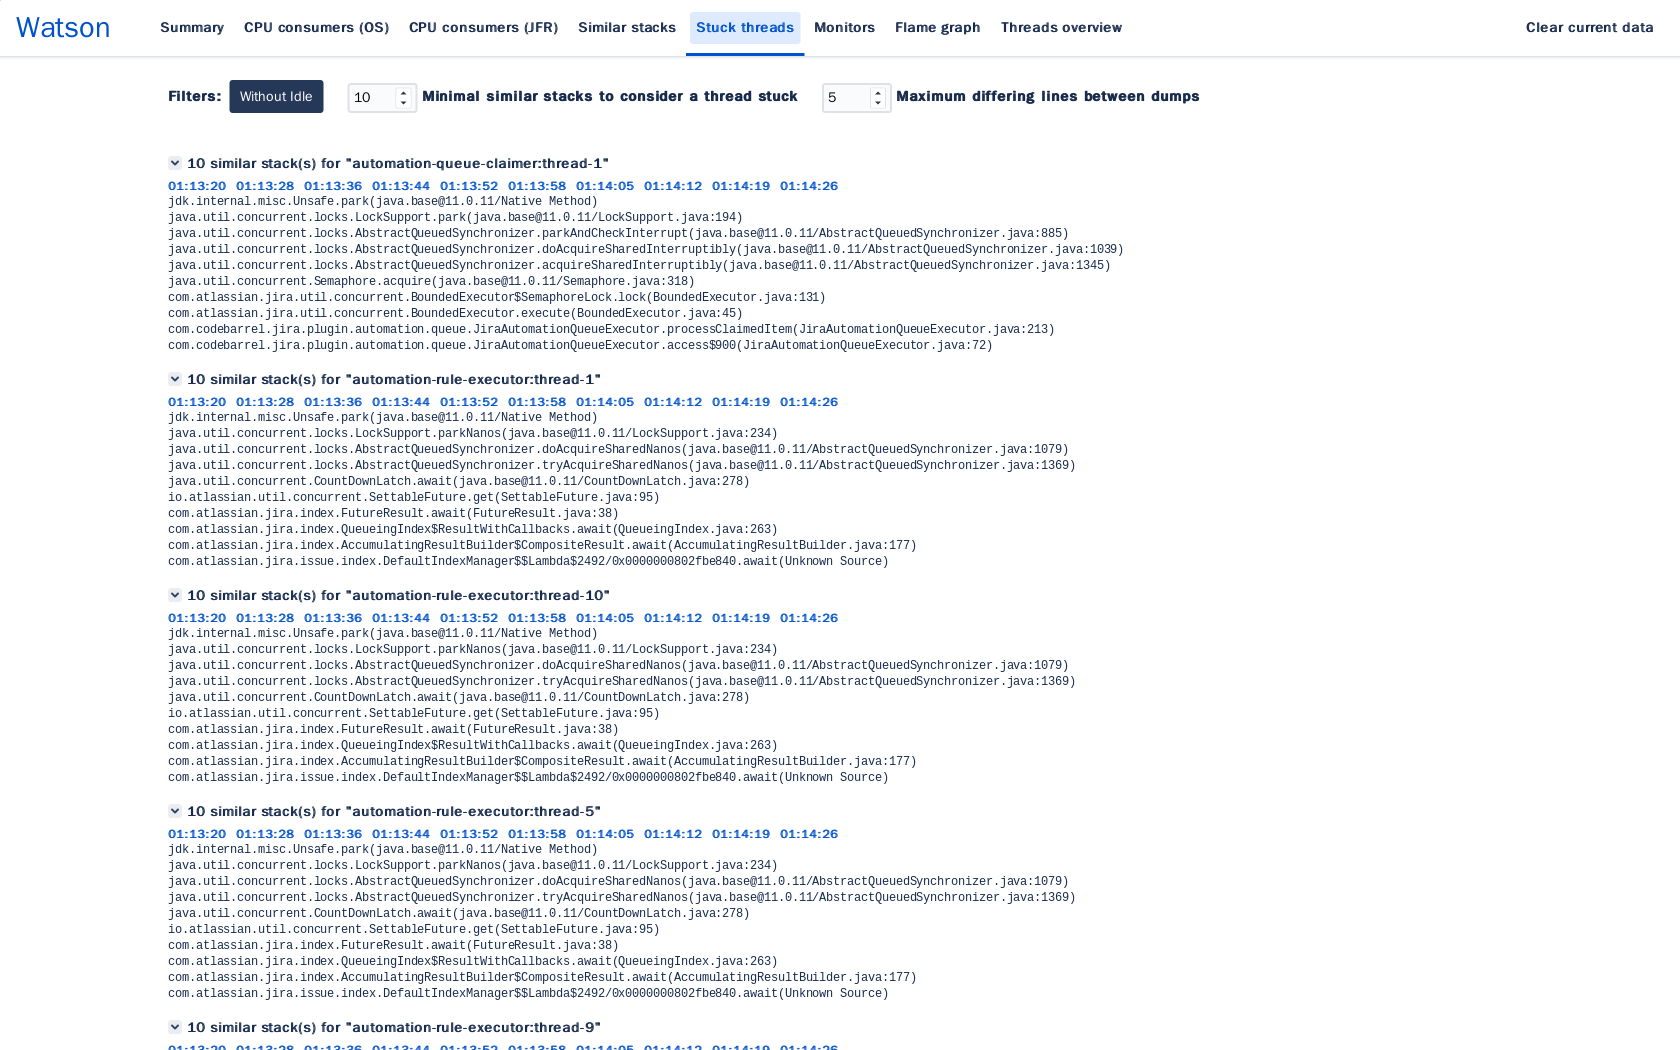 Watson
Summary CPU consumers (OS) CPU consumers (JFR) Similar stacks Stuck threads Monitors Flame graph Threads overview Clear current data
Filters: Without Idle 10 Minimal similar stacks to consider a thread stuck 5 Maximum differing lines between dumps
10 similar stack(s) for "automation-queue-claimer:thread-1"
01:13:20 01:13:28 01:13:36 01:13:44 01:13:52 01:13:58 01:14:05 01:14:12 01:14:19 01:14:26
jdk.internal.misc.Unsafe.park(java.base@11.0.11/Native Method)
java.util.concurrent.locks.LockSupport.park(java.base@11.0.11/LockSupport.java:194)
java.util.concurrent.locks.AbstractQueuedSynchronizer.parkAndCheckInterrupt(java.base@11.0.11/AbstractQueuedSynchronizer.java:885)
java.util.concurrent.locks.AbstractQueuedSynchronizer.doAcquireSharedInterruptibly(java.base@11.0.11/AbstractQueuedSynchronizer.java:1039)
java.util.concurrent.locks.AbstractQueuedSynchronizer.acquireSharedInterruptibly(java.base@11.0.11/AbstractQueuedSynchronizer.java:1345)
java.util.concurrent.Semaphore.acquire(java.base@11.0.11/Semaphore.java:318)
com.atlassian.jira.util.concurrent.BoundedExecutor$SemaphoreLock.lock(BoundedExecutor.java:131)
com.atlassian.jira.util.concurrent.BoundedExecutor.execute(BoundedExecutor.java:45)
com.codebarrel.jira.plugin.automation.queue.JiraAutomationQueueExecutor.processClaimedItem(JiraAutomationQueueExecutor.java:213)
com.codebarrel.jira.plugin.automation.queue.JiraAutomationQueueExecutor.access$900(JiraAutomationQueueExecutor.java:72)
10 similar stack(s) for "automation-rule-executor:thread-1"
01:13:20 01:13:28 01:13:36 01:13:44 01:13:52 01:13:58 01:14:05 01:14:12 01:14:19 01:14:26
jdk.internal.misc.Unsafe.park(java.base@11.0.11/Native Method)
java.util.concurrent.locks.LockSupport.parkNanos(java.base@11.0.11/LockSupport.java:234)
java.util.concurrent.locks.AbstractQueuedSynchronizer.doAcquireSharedNanos(java.base@11.0.11/AbstractQueuedSynchronizer.java:1079)
java.util.concurrent.locks.AbstractQueuedSynchronizer.tryAcquireSharedNanos(java.base@11.0.11/AbstractQueuedSynchronizer.java:1369)
java.util.concurrent.CountDownLatch.await(java.base@11.0.11/CountDownLatch.java:278)
io.atlassian.util.concurrent.SettableFuture.get(SettableFuture.java:95)
com.atlassian.jira.index.FutureResult.await(FutureResult.java:38)
com.atlassian.jira.index.QueueingIndex$ResultWithCallbacks.await(QueueingIndex.java:263)
com.atlassian.jira.index.AccumulatingResultBuilder$CompositeResult.await(AccumulatingResultBuilder.java:177)
com.atlassian.jira.issue.index.DefaultIndexManager$$Lambda$2492/0x0000000802fbe840.await(Unknown Source)
10 similar stack(s) for "automation-rule-executor:thread-10"
01:13:20 01:13:28 01:13:36 01:13:44 01:13:52 01:13:58 01:14:05 01:14:12 01:14:19 01:14:26
jdk.internal.misc.Unsafe.park(java.base@11.0.11/Native Method)
java.util.concurrent.locks.LockSupport.parkNanos(java.base@11.0.11/LockSupport.java:234)
java.util.concurrent.locks.AbstractQueuedSynchronizer.doAcquireSharedNanos(java.base@11.0.11/AbstractQueuedSynchronizer.java:1079)
java.util.concurrent.locks.AbstractQueuedSynchronizer.tryAcquireSharedNanos(java.base@11.0.11/AbstractQueuedSynchronizer.java:1369)
java.util.concurrent.CountDownLatch.await(java.base@11.0.11/CountDownLatch.java:278)
io.atlassian.util.concurrent.SettableFuture.get(SettableFuture.java:95)
com.atlassian.jira.index.FutureResult.await(FutureResult.java:38)
com.atlassian.jira.index.QueueingIndex$ResultWithCallbacks.await(QueueingIndex.java:263)
com.atlassian.jira.index.AccumulatingResultBuilder$CompositeResult.await(AccumulatingResultBuilder.java:177)
com.atlassian.jira.issue.index.DefaultIndexManager$$Lambda$2492/0x0000000802fbe840.await(Unknown Source)
10 similar stack(s) for "automation-rule-executor:thread-5"
01:13:20 01:13:28 01:13:36 01:13:44 01:13:52 01:13:58 01:14:05 01:14:12 01:14:19 01:14:26
jdk.internal.misc.Unsafe.park(java.base@11.0.11/Native Method)
java.util.concurrent.locks.LockSupport.parkNanos(java.base@11.0.11/LockSupport.java:234)
java.util.concurrent.locks.AbstractQueuedSynchronizer.doAcquireSharedNanos(java.base@11.0.11/AbstractQueuedSynchronizer.java:1079)
java.util.concurrent.locks.AbstractQueuedSynchronizer.tryAcquireSharedNanos(java.base@11.0.11/AbstractQueuedSynchronizer.java:1369)
java.util.concurrent.CountDownLatch.await(java.base@11.0.11/CountDownLatch.java:278)
io.atlassian.util.concurrent.SettableFuture.get(SettableFuture.java:95)
com.atlassian.jira.index.FutureResult.await(FutureResult.java:38)
com.atlassian.jira.index.QueueingIndex$ResultWithCallbacks.await(QueueingIndex.java:263)
com.atlassian.jira.index.AccumulatingResultBuilder$CompositeResult.await(AccumulatingResultBuilder.java:177)
com.atlassian.jira.issue.index.DefaultIndexManager$$Lambda$2492/0x0000000802fbe840.await(Unknown Source)
10 similar stack(s) for "automation-rule-executor:thread-9"
01:13:20 01:13:28 01:13:36 01:13:44 01:13:52 01:13:58 01:14:05 01:14:12 01:14:19 01:14:26